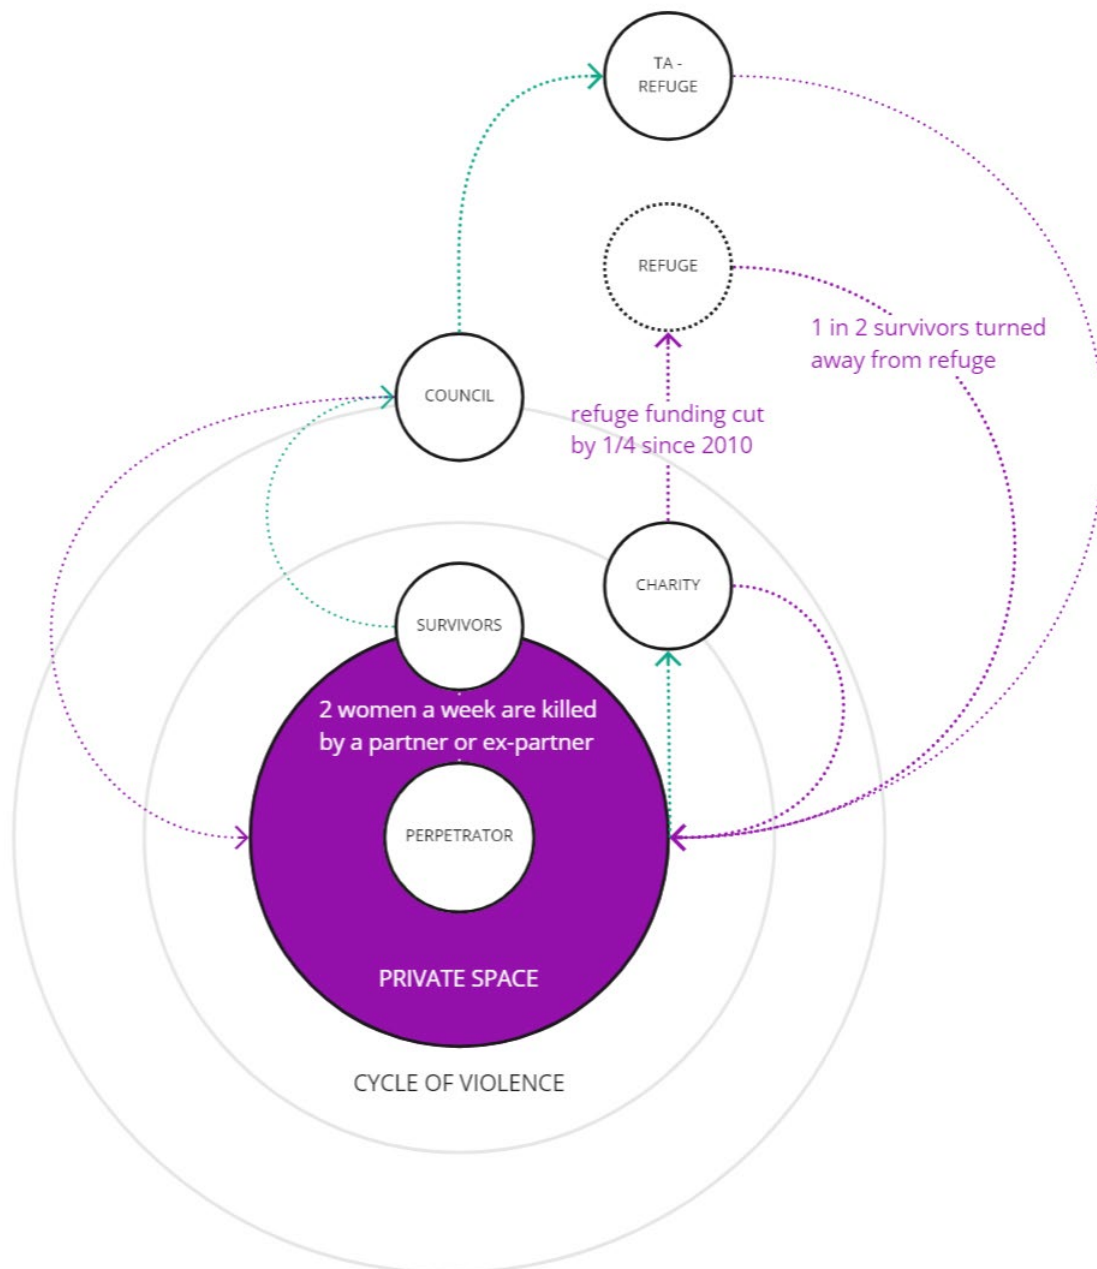 TA -
REFUGE
REFUGE
1 in 2 survivors turned
away from refuge
COUNCIL
refuge funding cut
by 1/4 since 2010
CHARITY
SURVIVORS
2 women a week are killed
by a partner or ex-partner
PERPETRATOR
PRIVATE SPACE
CYCLE OF VIOLENCE